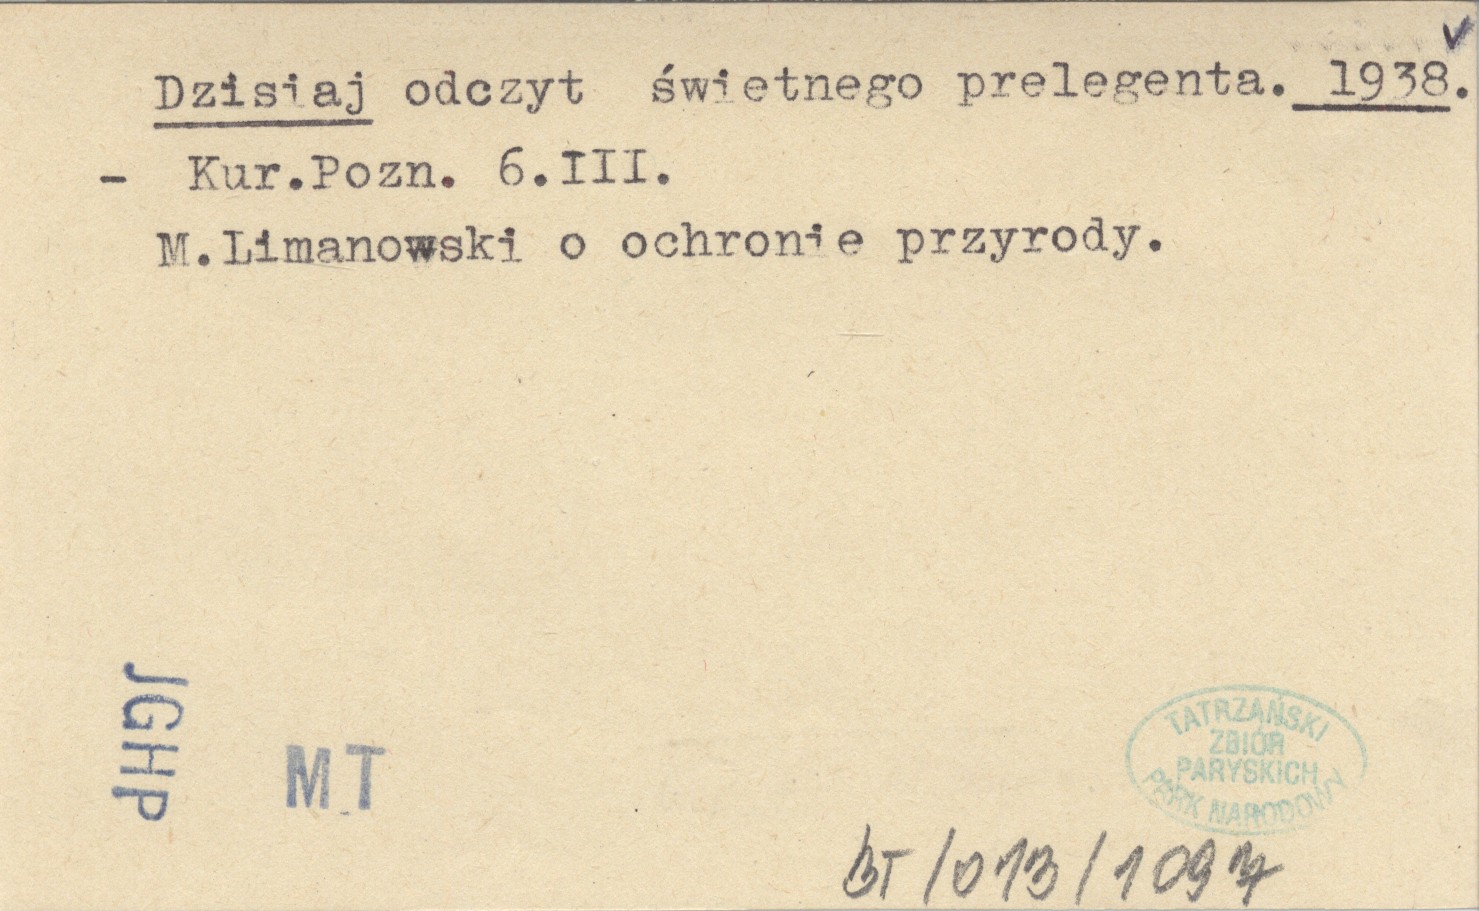 Dzisiaj odczyt świetnego prelegenta. 1938.
- Kur.Pozn. 6.III.
M.Limanowski o ochronie przyrody.
JGHP
MT
TATRZAŃSKI
ZBIÓR
PARYSKICH
PARK NARODOWY
BT/013/1097